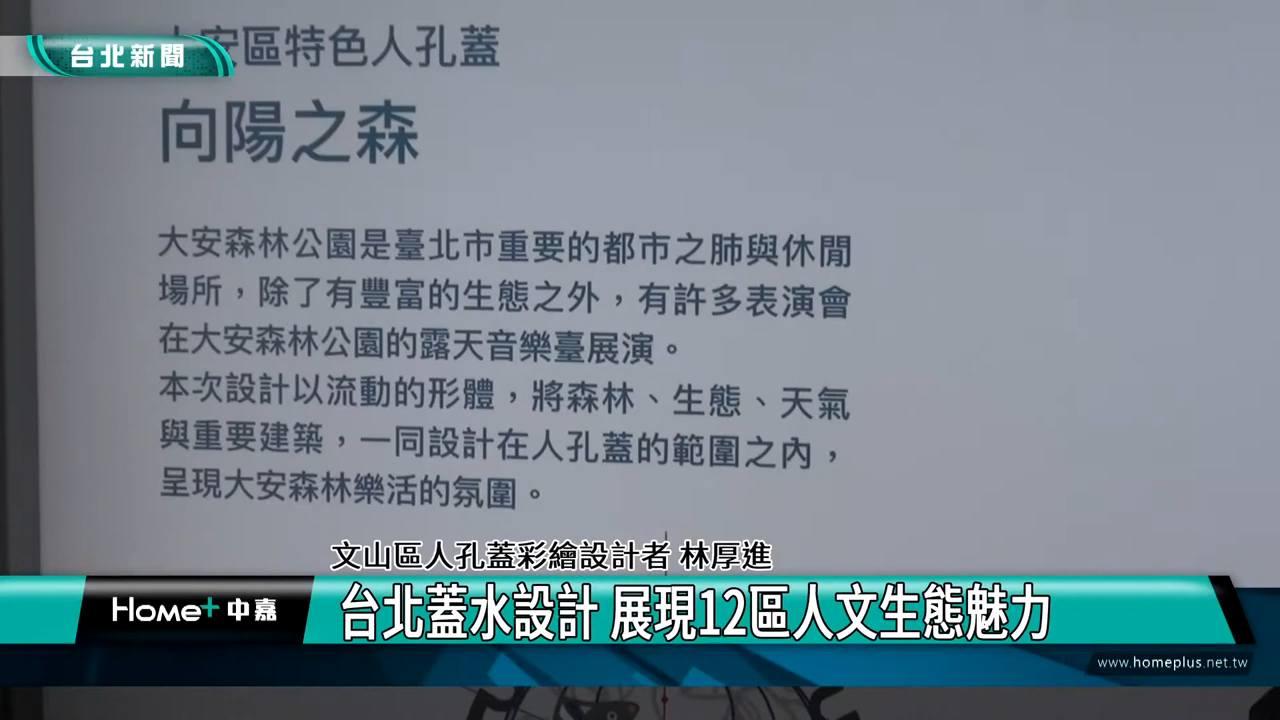 台北新聞
大安區特色人孔蓋
向陽之森
大安森林公園是臺北市重要的都市之肺與休閒
場所，除了有豐富的生態之外，有許多表演會
在大安森林公園的露天音樂臺展演。
本次設計以流動的形體，將森林、生態、天氣
與重要建築，一同設計在人孔蓋的範圍之內，
呈現大安森林樂活的氛圍。
文山區人孔蓋彩繪設計者 林厚進
Home+ 中嘉
台北蓋水設計 展現12區人文生態魅力
www.homeplus.net.tw